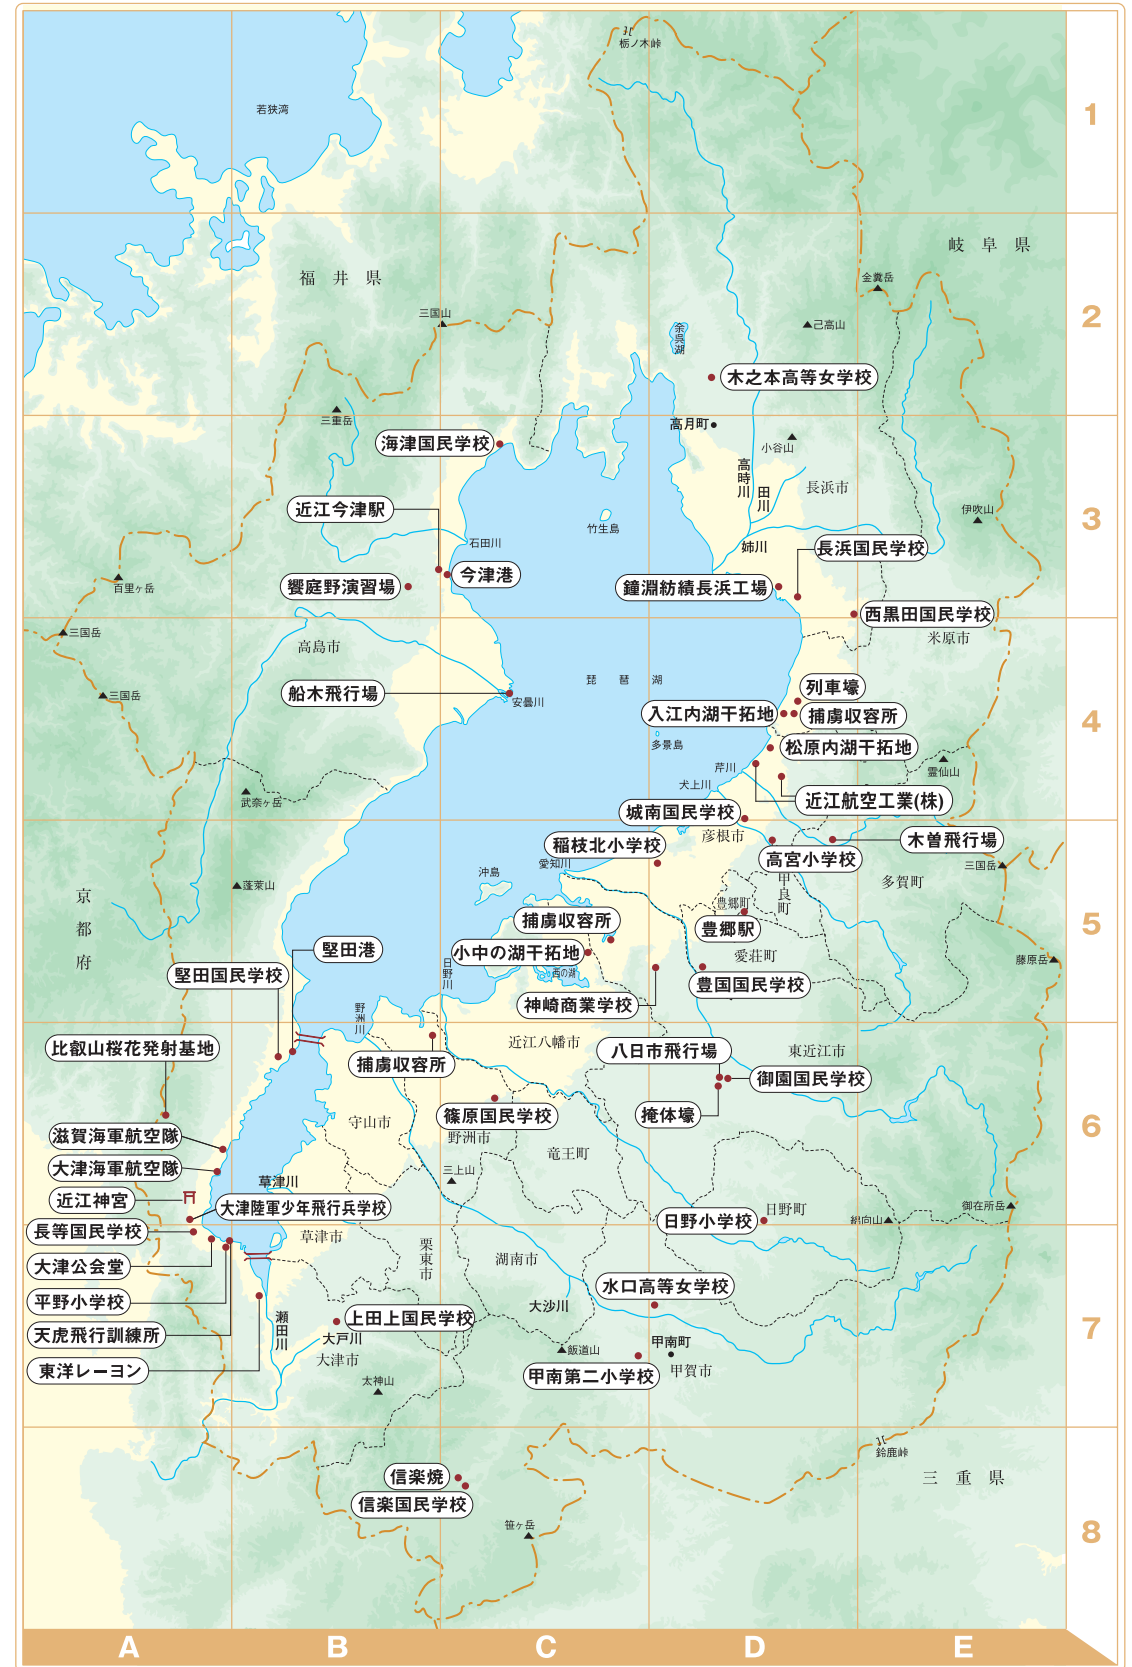 栃ノ木峠
1
若狭湾
岐阜県
福井県
金糞岳
三国山
己高山
2
余呉湖
木之本高等女学校
三重岳
高月町
海津国民学校
小谷山
高時川
田川
長浜市
近江今津駅
伊吹山
3
竹生島
石田川
姉川
長浜国民学校
今津港
饗庭野演習場
鐘淵紡績長浜工場
百里ヶ岳
西黒田国民学校
三国岳
高島市
米原市
琵琶湖
列車壕
船木飛行場
三国岳
安曇川
入江内湖干拓地
捕虜収容所
4
多景島
松原内湖干拓地
芹川
霊仙山
犬上川
武奈ヶ岳
近江航空工業(株)
城南国民学校
彦根市
稲枝北小学校
木曽飛行場
高宮小学校
愛知川
三国岳
沖島
甲良町
多賀町
蓬莱山
京都府
豊郷町
捕虜収容所
豊郷駅
5
堅田港
小中の湖干拓地
愛荘町
藤原岳
日野川
西の湖
堅田国民学校
豊国国民学校
神崎商業学校
野洲川
比叡山桜花発射基地
近江八幡市
八日市飛行場
東近江市
捕虜収容所
御園国民学校
篠原国民学校
掩体壕
守山市
6
滋賀海軍航空隊
野洲市
竜王町
大津海軍航空隊
三上山
草津川
近江神宮
大津陸軍少年飛行兵学校
日野町
御在所岳
日野小学校
綿向山
長等国民学校
草津市
栗東市
湖南市
大津公会堂
水口高等女学校
平野小学校
大沙川
瀬田川
上田上国民学校
7
天虎飛行訓練所
大戸川
甲南町
飯道山
大津市
東洋レーヨン
甲南第二小学校
甲賀市
太神山
鈴鹿峠
信楽焼
三重県
信楽国民学校
笹ヶ岳
8
A B C D E